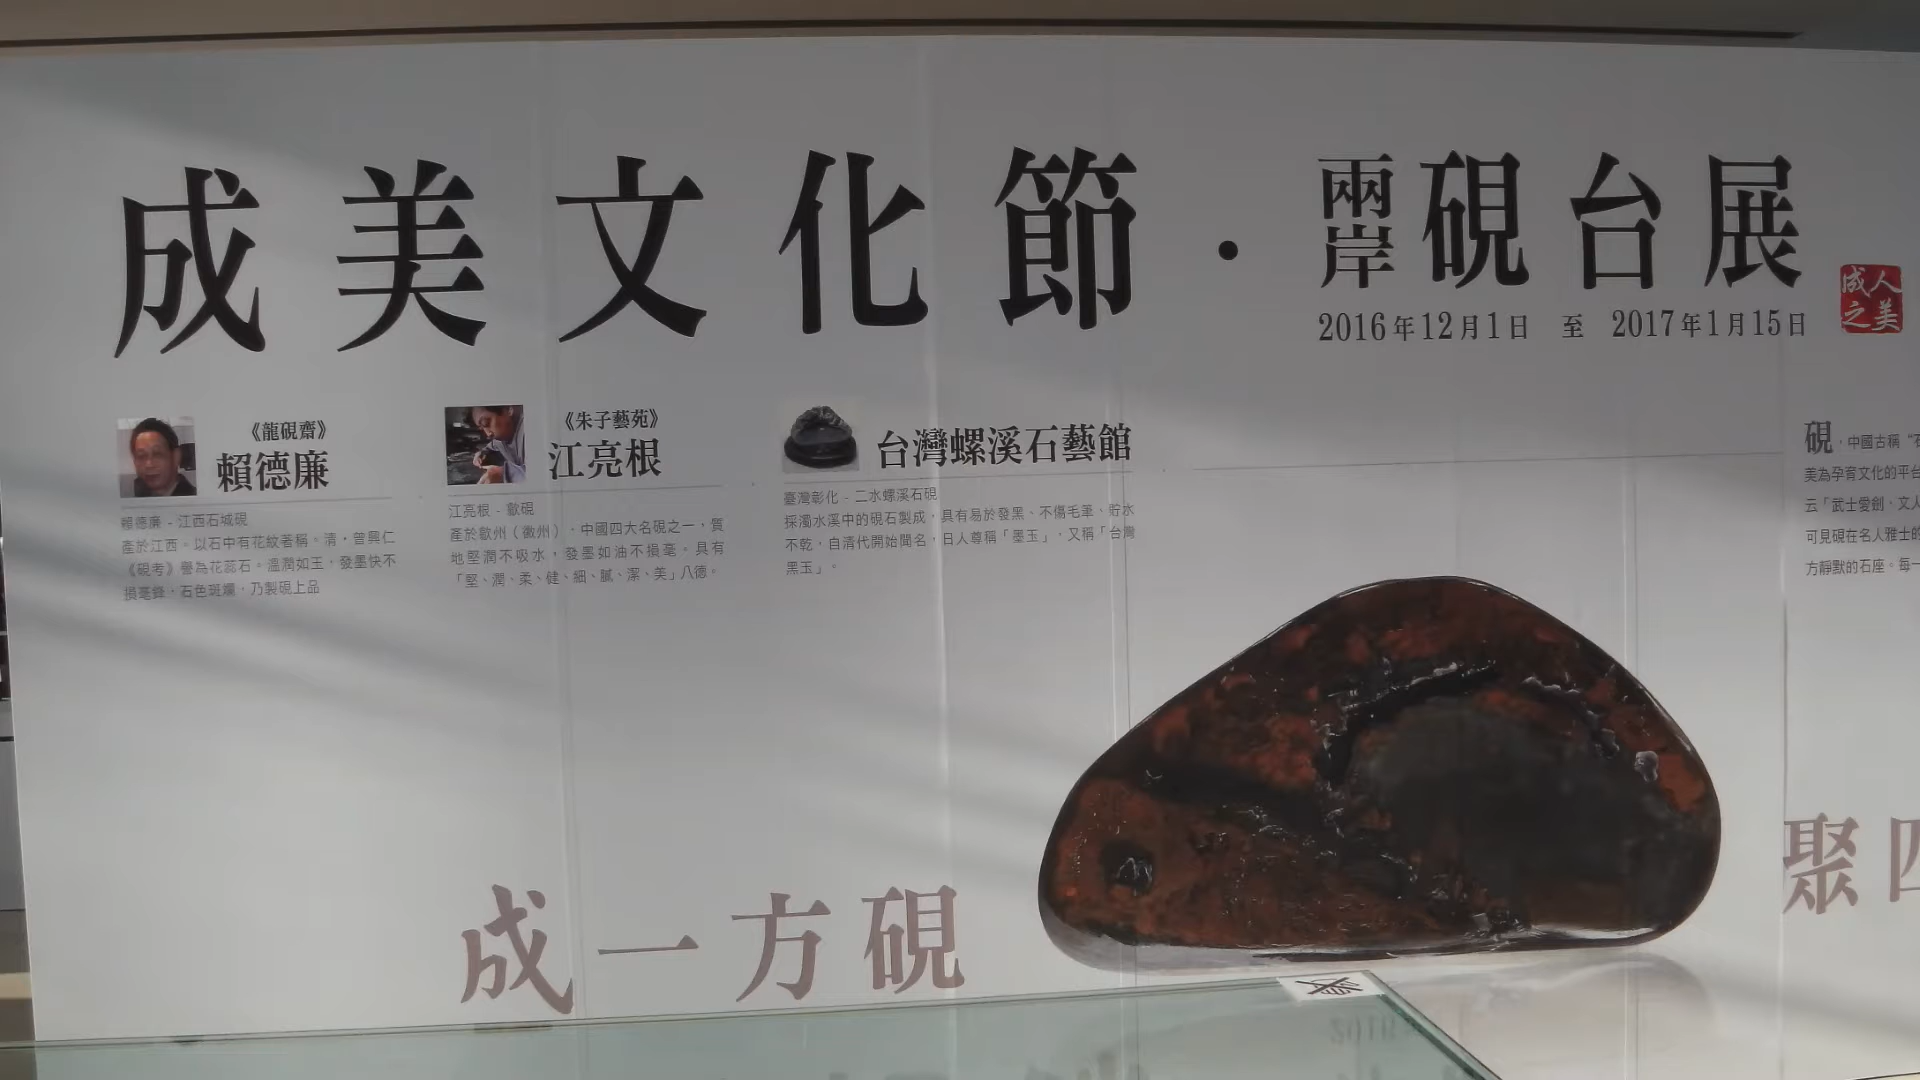 成美文化節·兩岸硯台展
2016年12月1日 至 2017年1月15日
成人之美
《龍硯齋》
賴德廉
賴德廉 - 江西石城硯
產於江西。以石中有花紋著稱。清，曾興仁
《硯考》譽為花蕊石。溫潤如玉，發墨快不
損毫鋒，石色斑斕，乃製硯上品
《朱子藝苑》
江亮根
江亮根 - 歙硯
產於歙州（徽州），中國四大名硯之一，質
地堅潤不吸水，發墨如油不損毫。具有
「堅、潤、柔、健、細、膩、潔、美」八德。
台灣螺溪石藝館
臺灣彰化 - 二水螺溪石硯
採濁水溪中的硯石製成，具有易於發黑、不傷毛筆、貯水
不乾，自清代開始聞名，日人尊稱「墨玉」，又稱「台灣
黑玉」。
硯，中國古稱“石
美為孕育文化的平台
云「武士愛劍，文人
可見硯在名人雅士的
方靜默的石座。每一
成一方硯
聚四